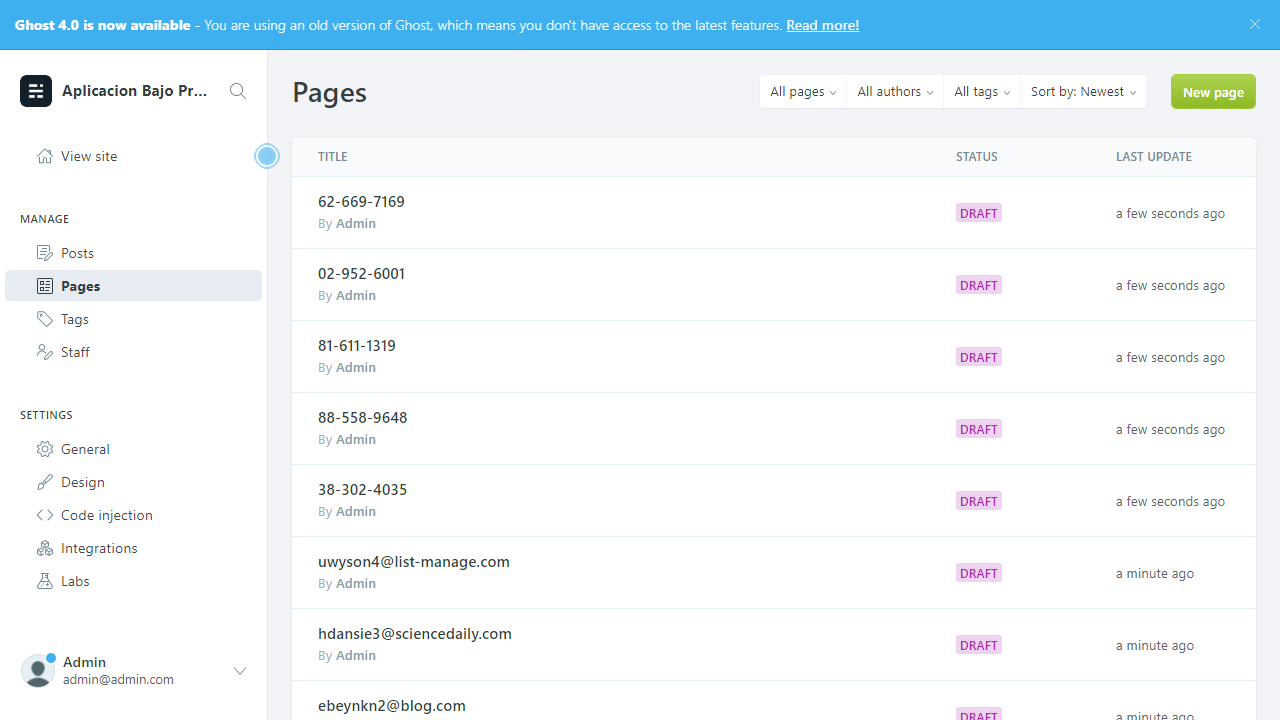 Ghost 4.0 is now available - You are using an old version of Ghost, which means you don't have access to the latest features. Read more!
Aplicacion Bajo Pr...
View site
MANAGE
Posts
Pages
Tags
Staff
SETTINGS
General
Design
Code injection
Integrations
Labs
Admin
admin@admin.com
Pages
All pages
All authors
All tags
Sort by: Newest
New page
TITLE STATUS LAST UPDATE
62-669-7169
By Admin
DRAFT
a few seconds ago
02-952-6001
By Admin
DRAFT
a few seconds ago
81-611-1319
By Admin
DRAFT
a few seconds ago
88-558-9648
By Admin
DRAFT
a few seconds ago
38-302-4035
By Admin
DRAFT
a few seconds ago
uwyson4@list-manage.com
By Admin
DRAFT
a minute ago
hdansie3@sciencedaily.com
By Admin
DRAFT
a minute ago
ebeynkn2@blog.com
DRAFT
a minute ago